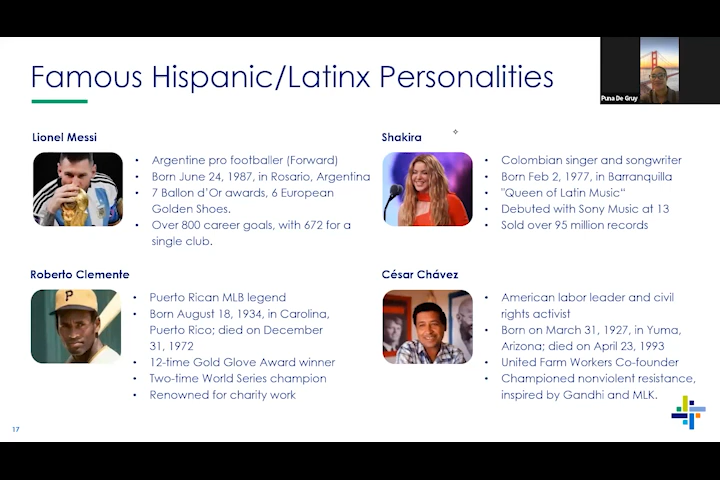 Famous Hispanic/Latinx Personalities
Puna De Gruy
Lionel Messi
• Argentine pro footballer (Forward)
• Born June 24, 1987, in Rosario, Argentina
• 7 Ballon d’Or awards, 6 European
Golden Shoes.
• Over 800 career goals, with 672 for a
single club.
Shakira
• Colombian singer and songwriter
• Born Feb 2, 1977, in Barranquilla
• "Queen of Latin Music“
• Debuted with Sony Music at 13
• Sold over 95 million records
Roberto Clemente
P
• Puerto Rican MLB legend
• Born August 18, 1934, in Carolina,
Puerto Rico; died on December
31, 1972
• 12-time Gold Glove Award winner
• Two-time World Series champion
• Renowned for charity work
César Chávez
• American labor leader and civil
rights activist
• Born on March 31, 1927, in Yuma,
Arizona; died on April 23, 1993
• United Farm Workers Co-founder
• Championed nonviolent resistance,
inspired by Gandhi and MLK.
17